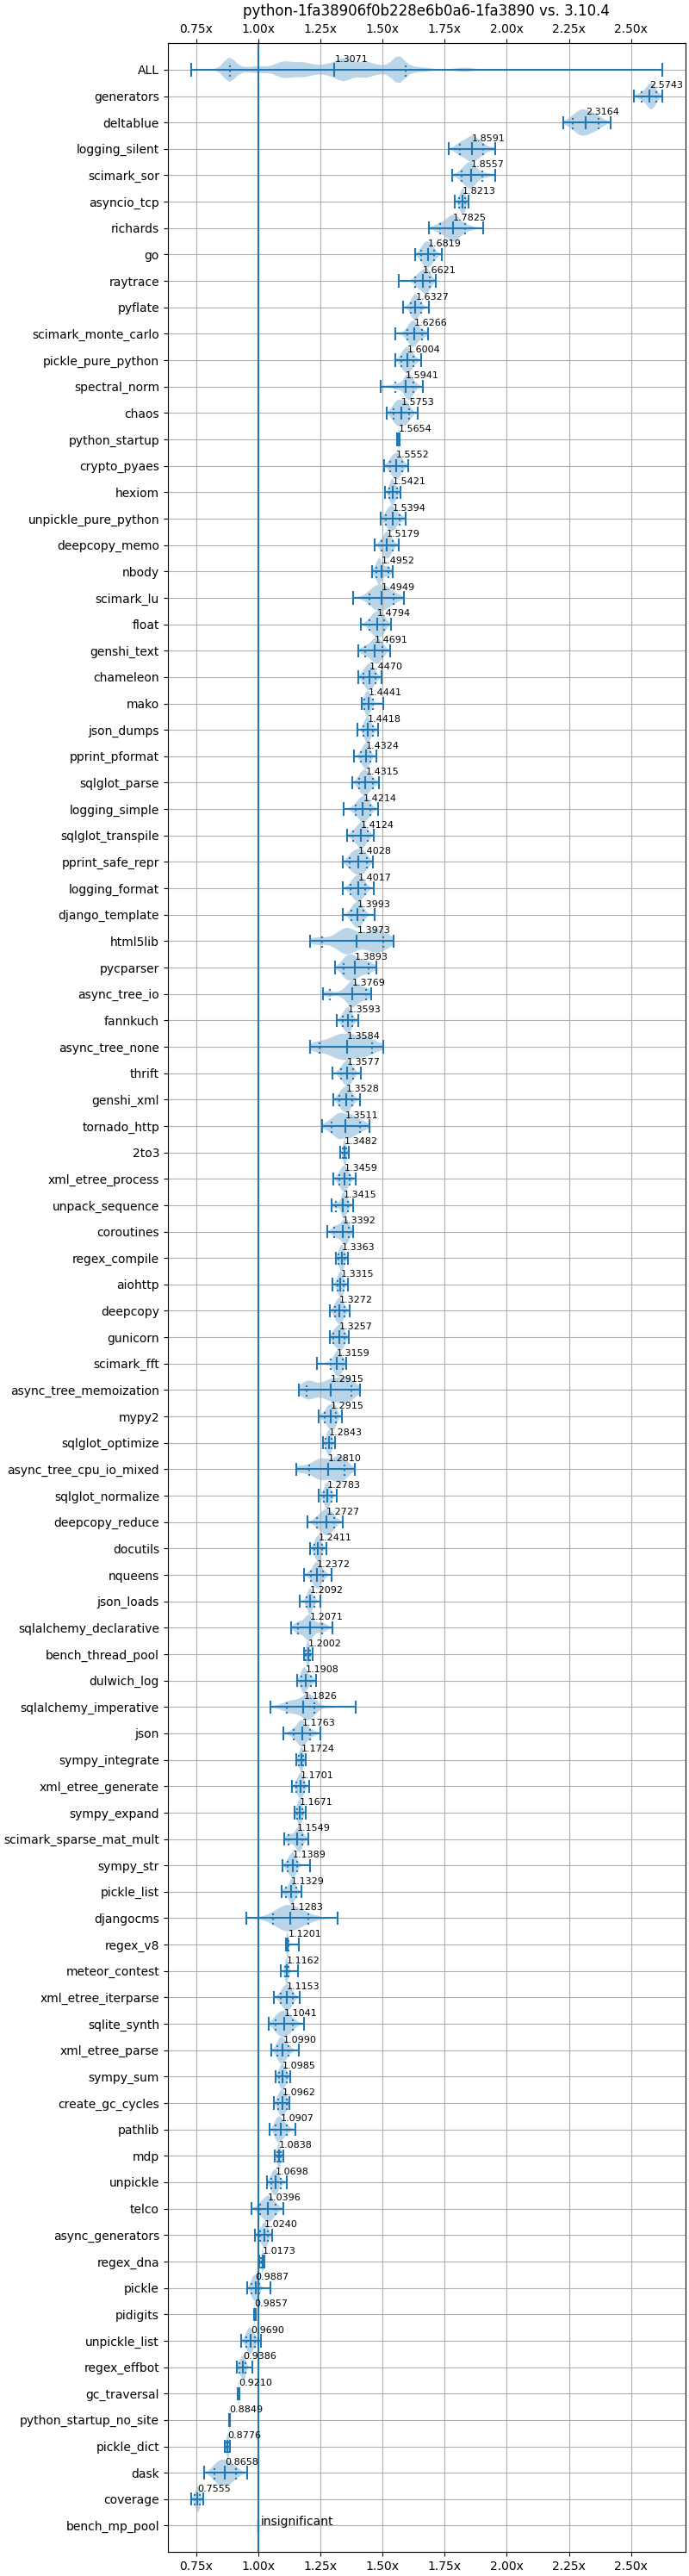 python-1fa38906f0b228e6b0a6-1fa3890 vs. 3.10.4
0.75x 1.00x 1.25x 1.50x 1.75x 2.00x 2.25x 2.50x
ALL 1.3071
generators 2.5743
deltablue 2.3164
logging_silent 1.8591
scimark_sor 1.8557
asyncio_tcp 1.8213
richards 1.7825
go 1.6819
raytrace 1.6621
pyflate 1.6327
scimark_monte_carlo 1.6266
pickle_pure_python 1.6004
spectral_norm 1.5941
chaos 1.5753
python_startup 1.5654
crypto_pyaes 1.5552
hexiom 1.5421
unpickle_pure_python 1.5394
deepcopy_memo 1.5179
nbody 1.4952
scimark_lu 1.4949
float 1.4794
genshi_text 1.4691
chameleon 1.4470
mako 1.4441
json_dumps 1.4418
pprint_pformat 1.4324
sqlglot_parse 1.4315
logging_simple 1.4214
sqlglot_transpile 1.4124
pprint_safe_repr 1.4028
logging_format 1.4017
django_template 1.3993
html5lib 1.3973
pycparser 1.3893
async_tree_io 1.3769
fannkuch 1.3593
async_tree_none 1.3584
thrift 1.3577
genshi_xml 1.3528
tornado_http 1.3511
2to3 1.3482
xml_etree_process 1.3459
unpack_sequence 1.3415
coroutines 1.3392
regex_compile 1.3363
aiohttp 1.3315
deepcopy 1.3272
gunicorn 1.3257
scimark_fft 1.3159
async_tree_memoization 1.2915
mypy2 1.2915
sqlglot_optimize 1.2843
async_tree_cpu_io_mixed 1.2810
sqlglot_normalize 1.2783
deepcopy_reduce 1.2727
docutils 1.2411
nqueens 1.2372
json_loads 1.2092
sqlalchemy_declarative 1.2071
bench_thread_pool 1.2002
dulwich_log 1.1908
sqlalchemy_imperative 1.1826
json 1.1763
sympy_integrate 1.1724
xml_etree_generate 1.1701
sympy_expand 1.1671
scimark_sparse_mat_mult 1.1549
sympy_str 1.1389
pickle_list 1.1329
djangocms 1.1283
regex_v8 1.1201
meteor_contest 1.1162
xml_etree_iterparse 1.1153
sqlite_synth 1.1041
xml_etree_parse 1.0990
sympy_sum 1.0985
create_gc_cycles 1.0962
pathlib 1.0907
mdp 1.0838
unpickle 1.0698
telco 1.0396
async_generators 1.0240
regex_dna 1.0173
pickle 0.9887
pidigits 0.9857
unpickle_list 0.9690
regex_effbot 0.9386
gc_traversal 0.9210
python_startup_no_site 0.8849
pickle_dict 0.8776
dask 0.8658
coverage 0.7555
bench_mp_pool insignificant
0.75x 1.00x 1.25x 1.50x 1.75x 2.00x 2.25x 2.50x